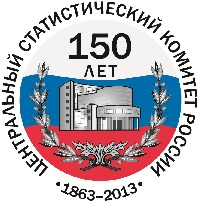 ЦЕНТРАЛЬНЫЙ СТАТИСТИЧЕСКИЙ КОМИТЕТ РОССИИ
150
ЛЕТ
• 1863–2013 •